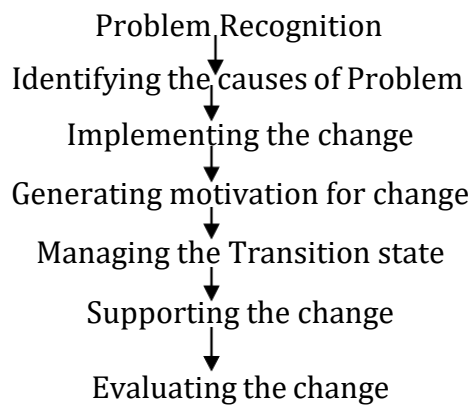 Problem Recognition
Identifying the causes of Problem
Implementing the change
Generating motivation for change
Managing the Transition state
Supporting the change
Evaluating the change